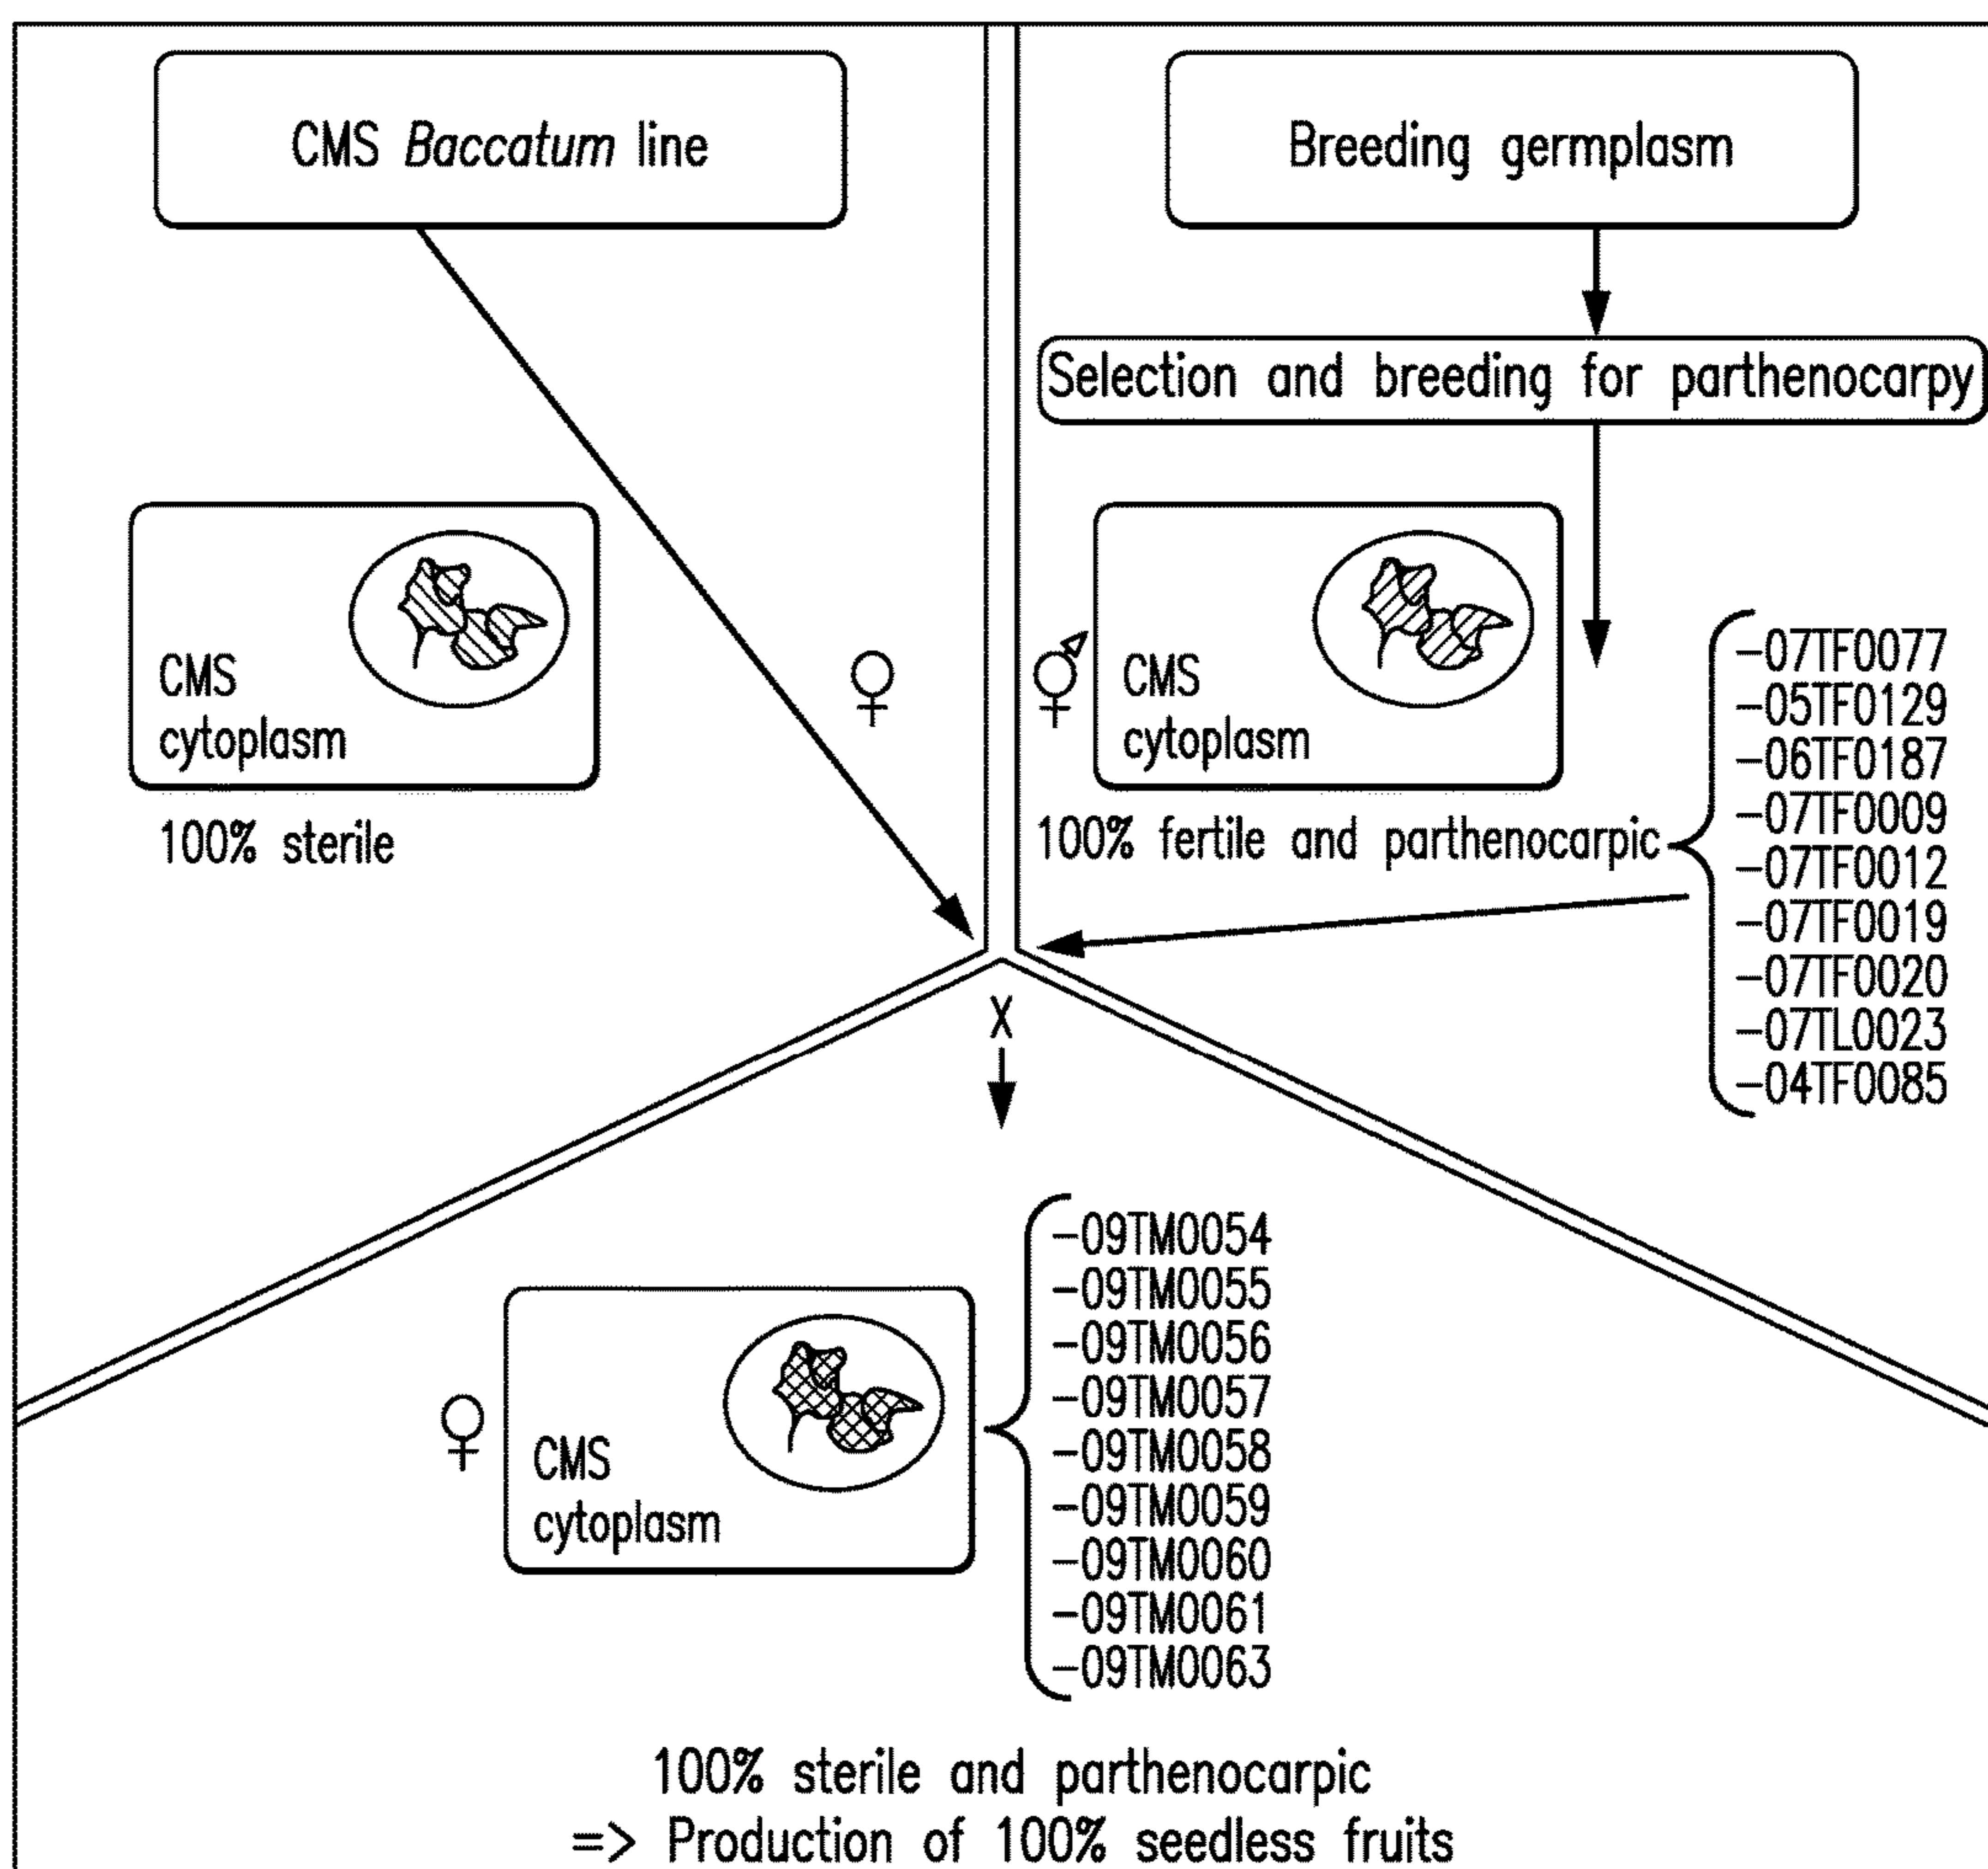 CMS Baccatum line
Breeding germplasm
Selection and breeding for parthenocarpy
CMS
cytoplasm
100% sterile
♀
⚥
CMS
cytoplasm
100% fertile and parthenocarpic
-07TF0077
-05TF0129
-06TF0187
-07TF0009
-07TF0012
-07TF0019
-07TF0020
-07TL0023
-04TF0085
X
♀
CMS
cytoplasm
-09TM0054
-09TM0055
-09TM0056
-09TM0057
-09TM0058
-09TM0059
-09TM0060
-09TM0061
-09TM0063
100% sterile and parthenocarpic
=> Production of 100% seedless fruits